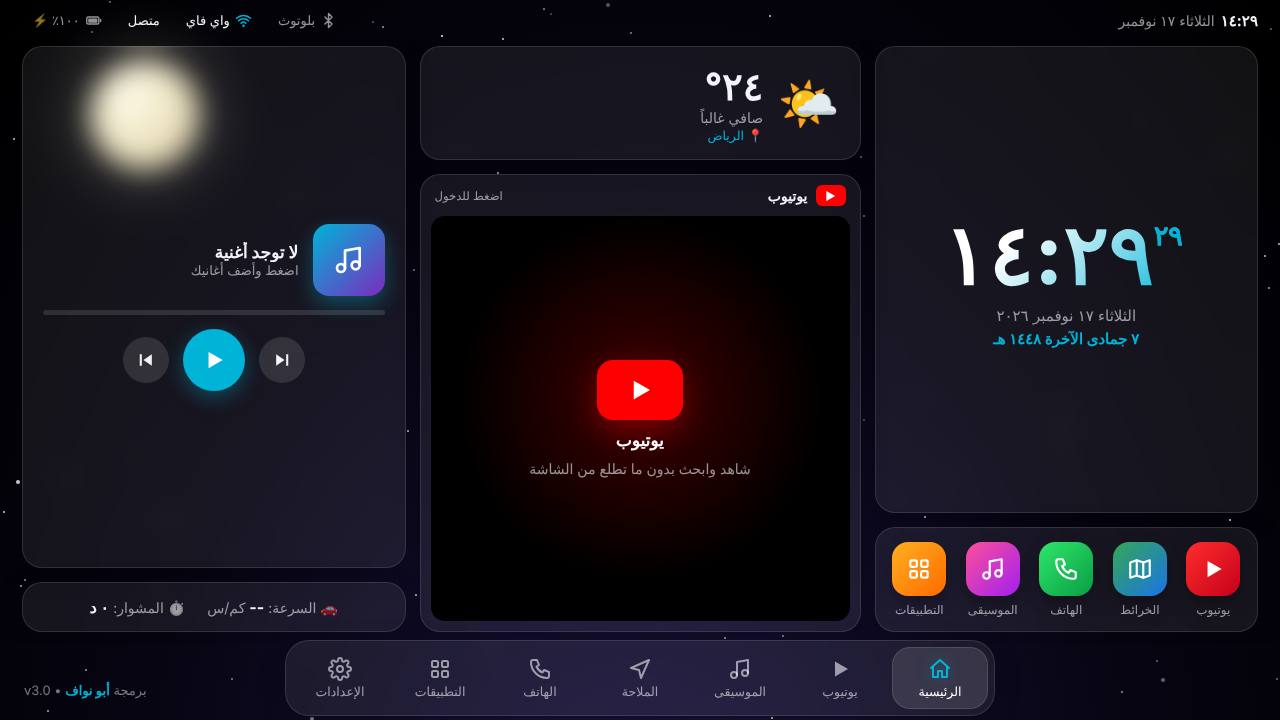 ١٤:٢٩ الثلاثاء ١٧ نوفمبر
بلوتوث
واي فاي
متصل
١٠٠٪
١٤:٢٩ ٢٩
الثلاثاء ١٧ نوفمبر ٢٠٢٦
٧ جمادى الآخرة ١٤٤٨ هـ
يوتيوب
الخرائط
الهاتف
الموسيقى
التطبيقات
٢٤°
صافي غالباً
الرياض
يوتيوب
اضغط للدخول
يوتيوب
شاهد وابحث بدون ما تطلع من الشاشة
لا توجد أغنية
اضغط وأضف أغانيك
السرعة: -- كم/س
المشوار: ٠ د
الرئيسية
يوتيوب
الموسيقى
الملاحة
الهاتف
التطبيقات
الإعدادات
برمجة أبو نواف • v3.0